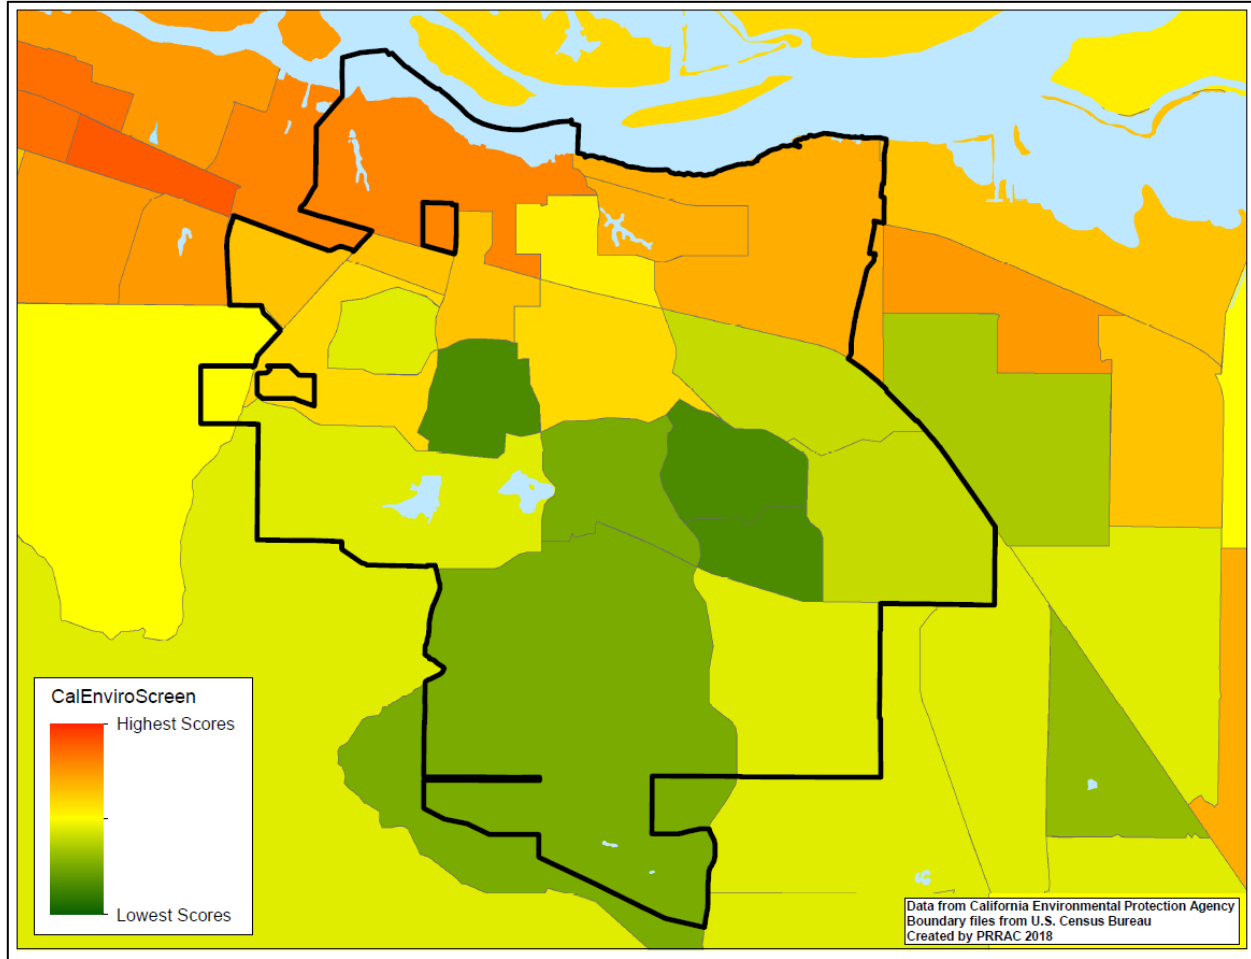 CalEnviroScreen
Highest Scores
Lowest Scores
Data from California Environmental Protection Agency
Boundary files from U.S. Census Bureau
Created by PRRAC 2018